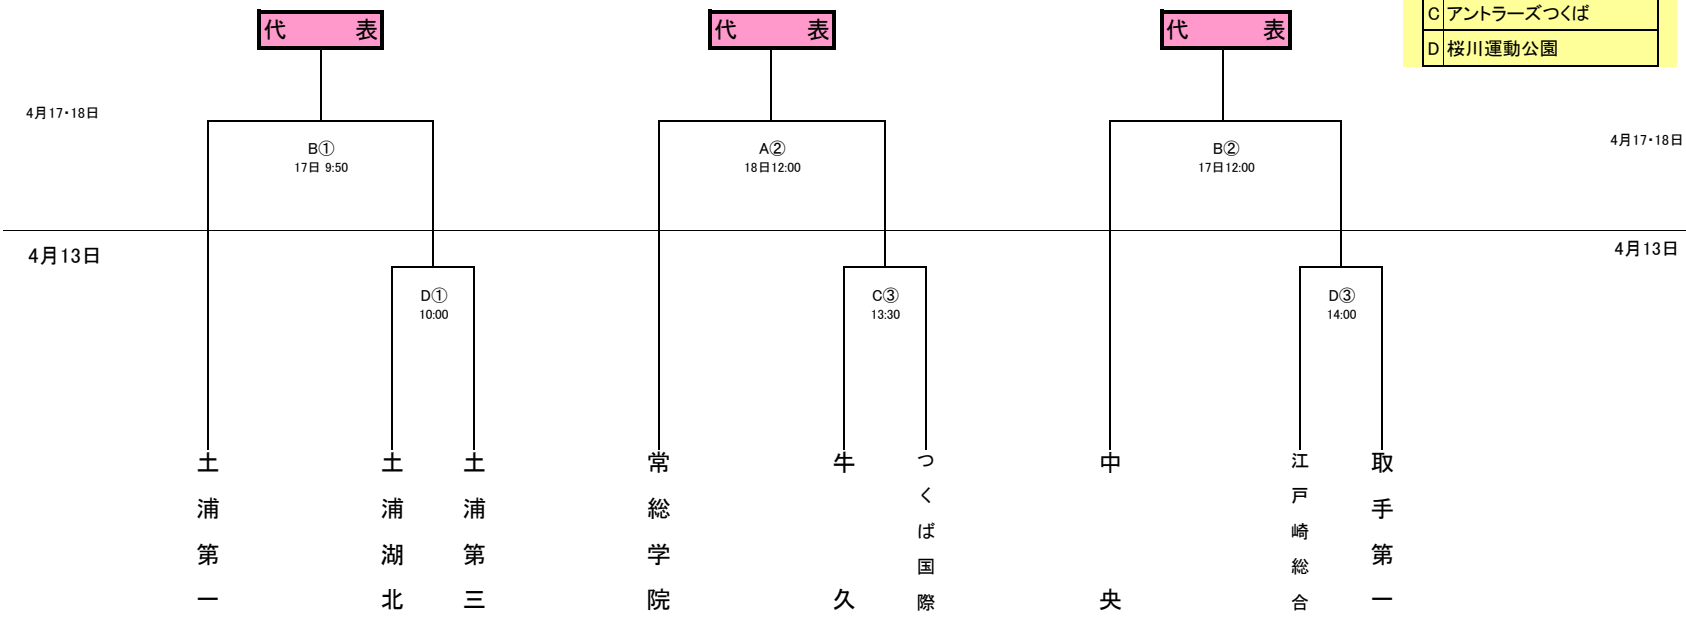 代 表
代 表
代 表
C アントラーズつくば
D 桜川運動公園
4月17・18日
4月17・18日
B①
17日 9:50
A②
18日12:00
B②
17日12:00
4月13日
4月13日
D①
10:00
C③
13:30
D③
14:00
土浦第一
土浦湖北
土浦第三
常総学院
牛久
つくば国際
中央
江戸崎総合
取手第一